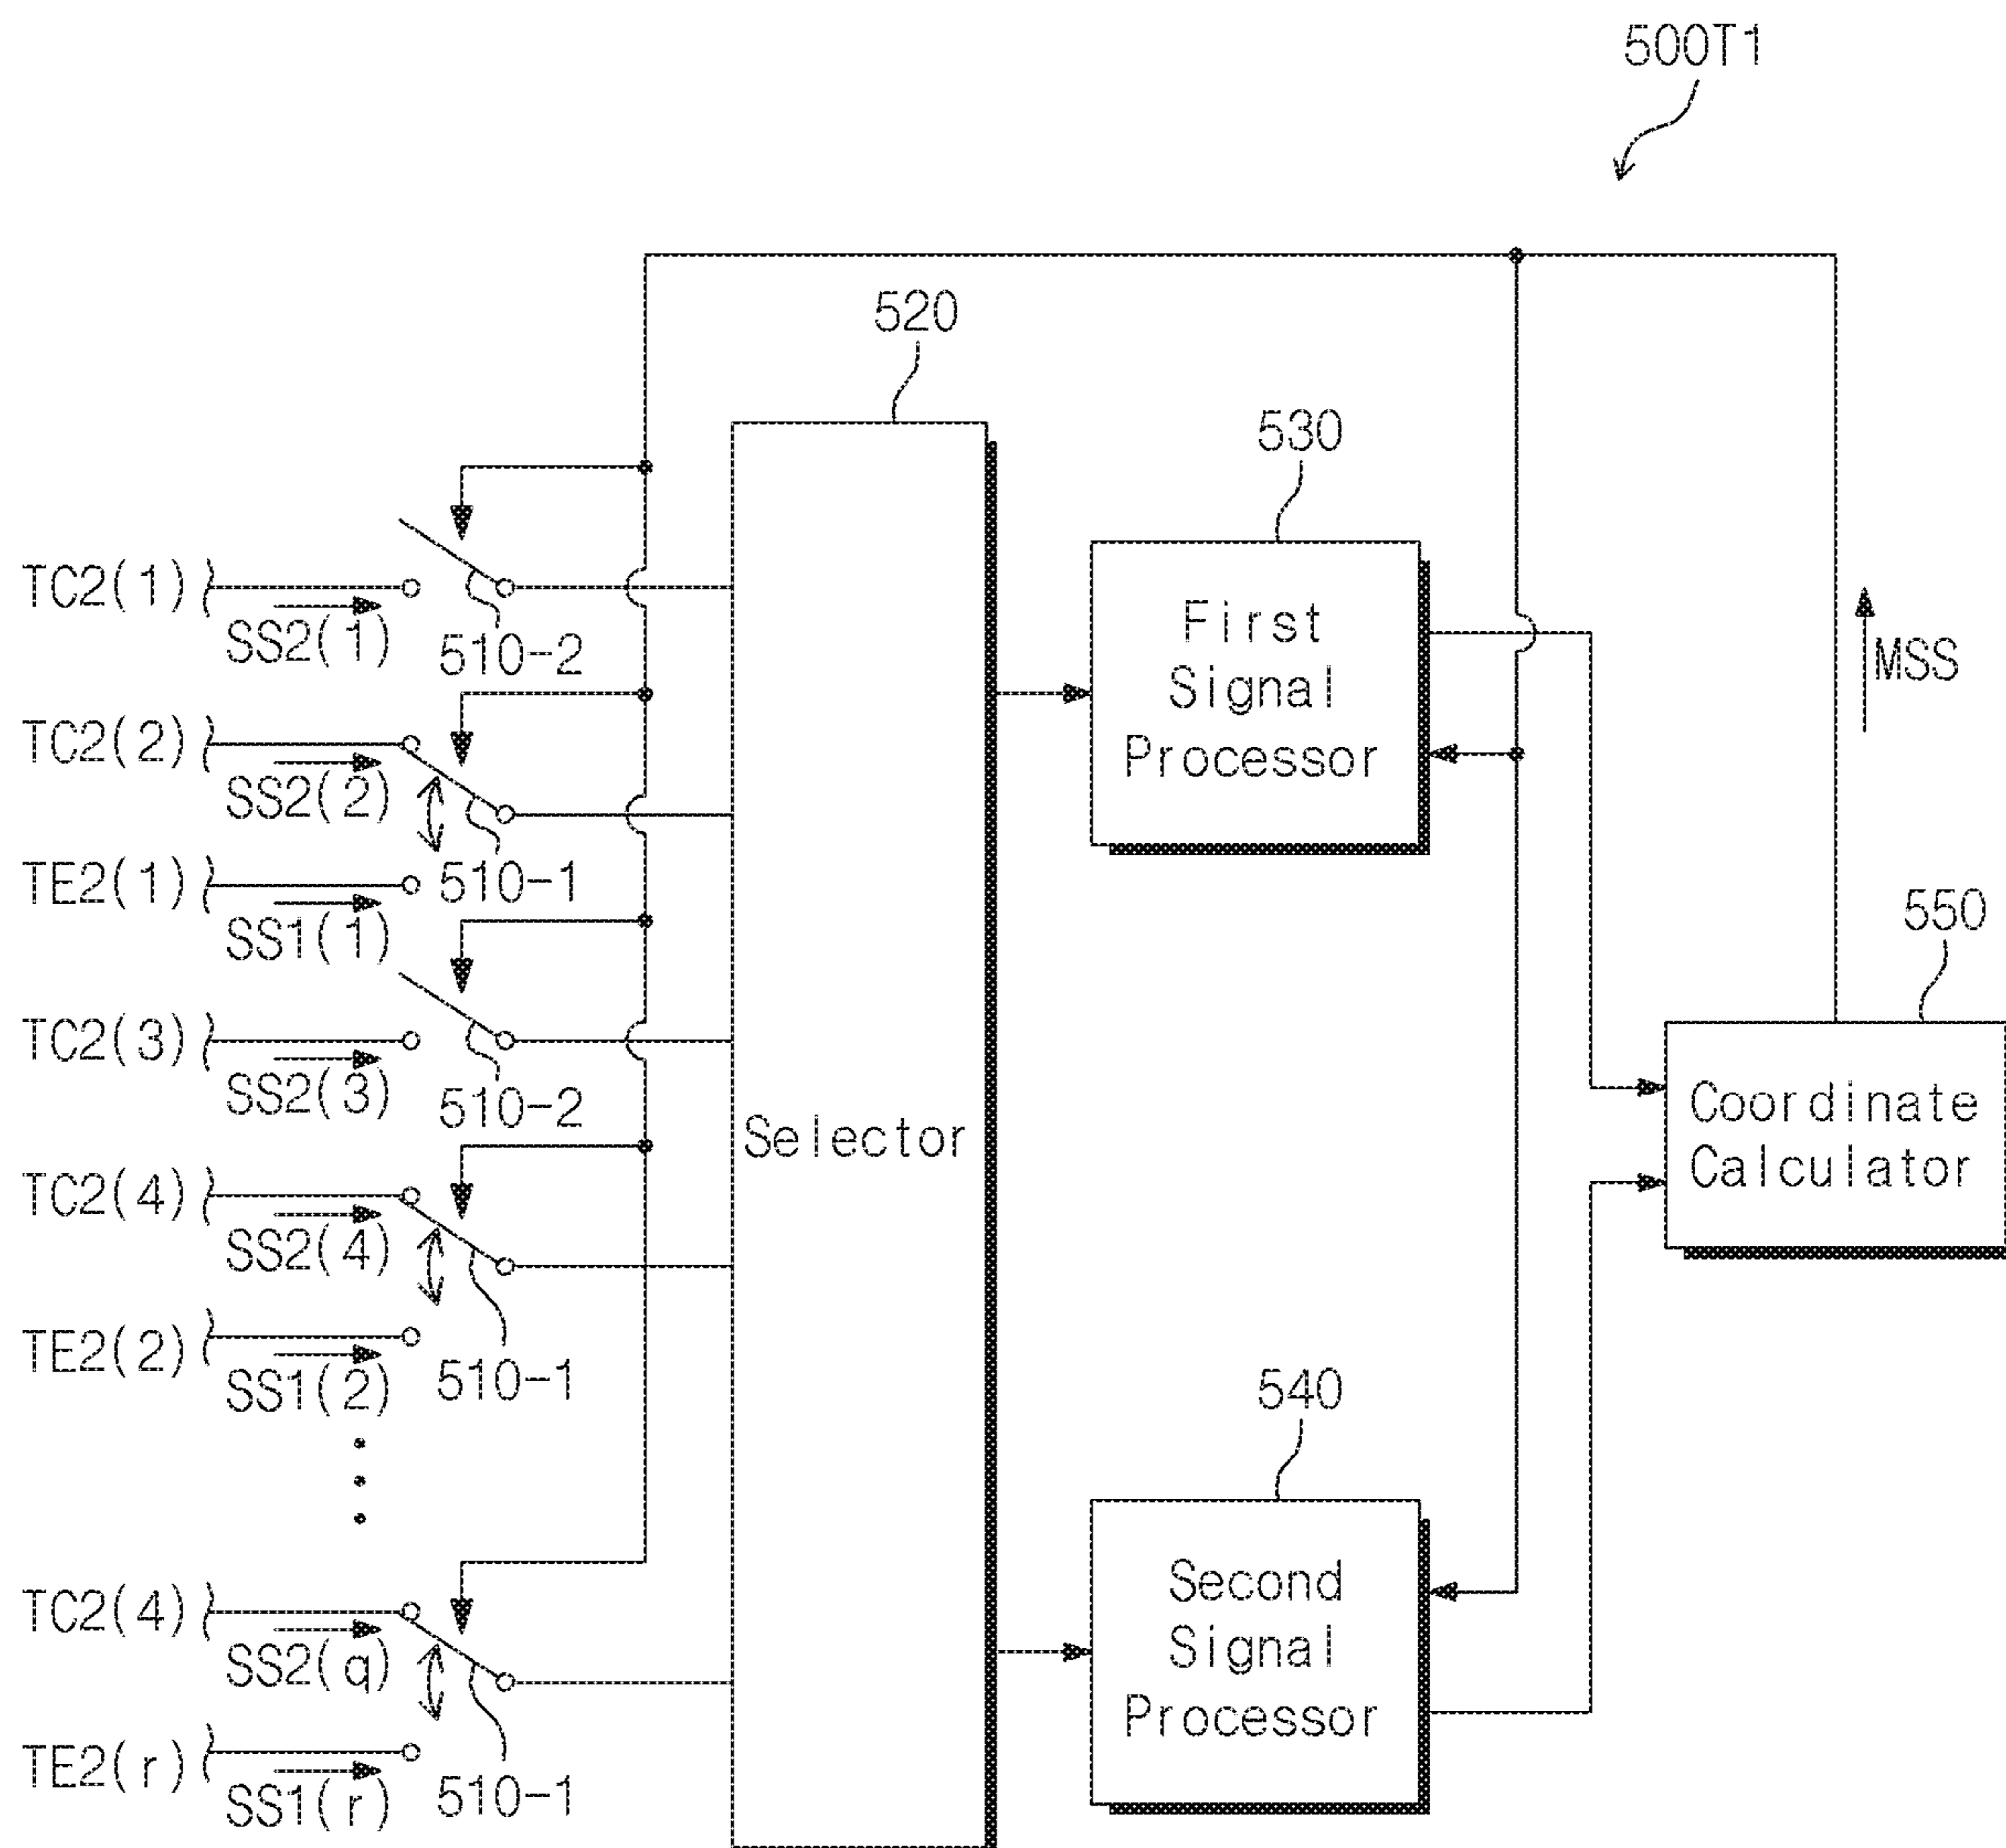 500T1
520
530
TC2(1)
SS2(1)
510-2
First
Signal
Processor
MSS
TC2(2)
SS2(2)
510-1
TE2(1)
SS1(1)
550
TC2(3)
SS2(3)
510-2
Selector
Coordinate
Calculator
TC2(4)
SS2(4)
TE2(2)
SS1(2)
510-1
540
TC2(4)
SS2(q)
Second
Signal
Processor
TE2(r)
SS1(r)
510-1